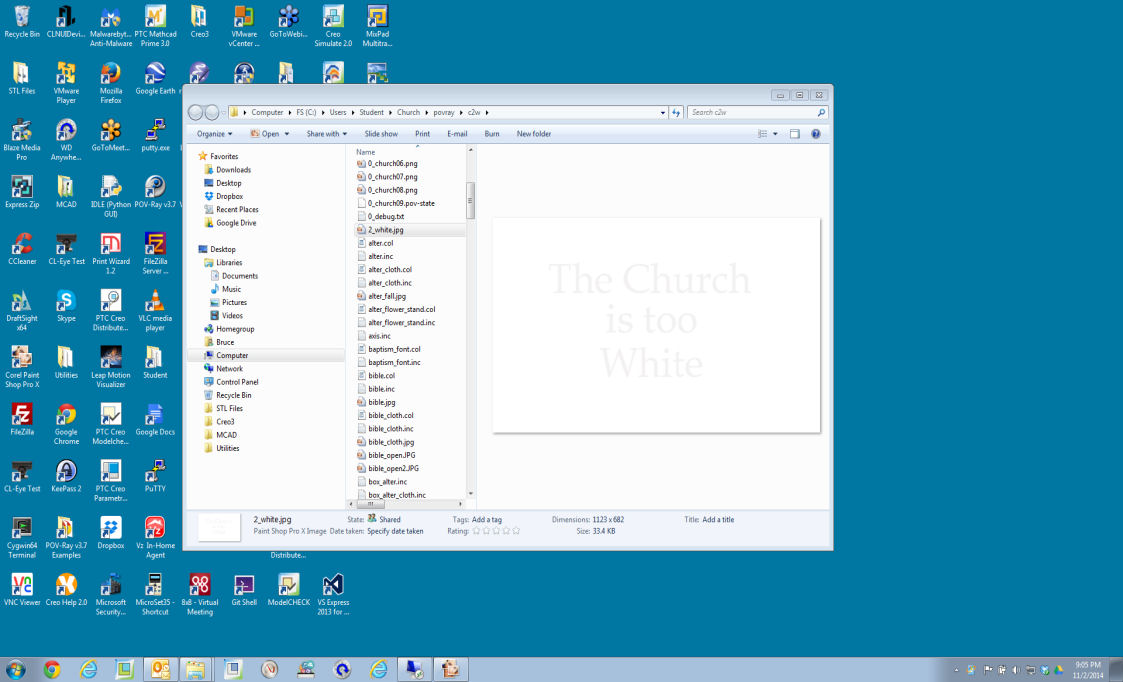 Recycle Bin
CLNUIDevi...
Malwarebyt...
Anti-Malware
PTC Mathcad
Prime 3.0
Creo3
VMware
vCenter ...
GoToWebi...
Creo
Simulate 2.0
MixPad
Multitra...
STL Files
VMware
Player
Mozilla
Firefox
Google Earth
Blaze Media
Pro
WD
Anywhe...
GoToMeet...
putty.exe
Express Zip
MCAD
IDLE (Python
GUI)
POV-Ray v3.7
CCleaner
CL-Eye Test
Print Wizard
1.2
FileZilla
Server ...
DraftSight
x64
Skype
PTC Creo
Distribute...
VLC media
player
Corel Paint
Shop Pro X
Utilities
Leap Motion
Visualizer
Student
FileZilla
Google
Chrome
PTC Creo
Modelche...
Google Docs
CL-Eye Test
KeePass 2
PTC Creo
Parametr...
PuTTY
Cygwin64
Terminal
POV-Ray v3.7
Examples
Dropbox
Vz In-Home
Agent
Distribute...
VNC Viewer
Creo Help 2.0
Microsoft
Security...
MicroSet35 -
Shortcut
8x8 - Virtual
Meeting
Git Shell
ModelCHECK
VS Express
2013 for ...
Computer FS (C:) Users Student Church povray c2w
Search c2w
Organize Open Share with Slide show Print E-mail Burn New folder
Favorites
Downloads
Desktop
Dropbox
Recent Places
Google Drive
Desktop
Libraries
Documents
Music
Pictures
Videos
Homegroup
Bruce
Computer
Network
Control Panel
Recycle Bin
STL Files
Creo3
MCAD
Utilities
Name
0_church06.png
0_church07.png
0_church08.png
0_church09.pov-state
0_debug.txt
2_white.jpg
alter.col
alter.inc
alter_cloth.col
alter_cloth.inc
alter_fall.jpg
alter_flower_stand.col
alter_flower_stand.inc
axis.inc
baptism_font.col
baptism_font.inc
bible.col
bible.inc
bible.jpg
bible_cloth.col
bible_cloth.inc
bible_cloth.jpg
bible_open.JPG
bible_open2.JPG
box_alter.inc
box_alter_cloth.inc
The Church
is too
White
2_white.jpg State: Shared Tags: Add a tag Dimensions: 1123 x 682 Title: Add a title
Paint Shop Pro X Image Date taken: Specify date taken Rating: Size: 33.4 KB
9:05 PM
11/2/2014